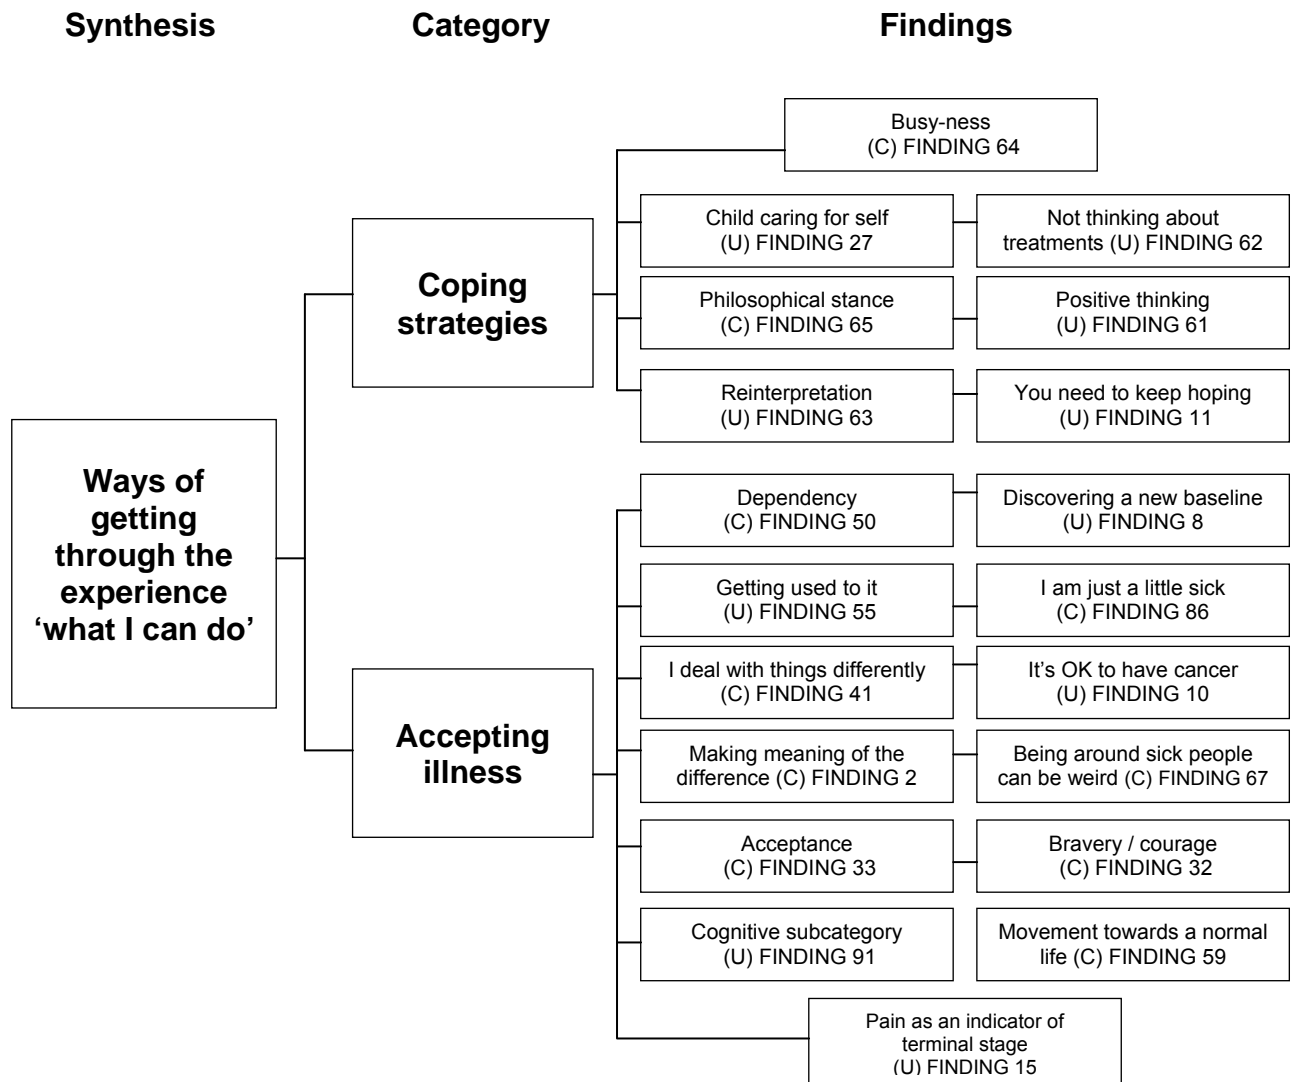 Synthesis
Category
Findings
Busy-ness
(C) FINDING 64
Child caring for self
(U) FINDING 27
Not thinking about
treatments (U) FINDING 62
Coping
strategies
Philosophical stance
(C) FINDING 65
Positive thinking
(U) FINDING 61
Reinterpretation
(U) FINDING 63
You need to keep hoping
(U) FINDING 11
Ways of
getting
through the
experience
‘what I can do’
Dependency
(C) FINDING 50
Discovering a new baseline
(U) FINDING 8
Getting used to it
(U) FINDING 55
I am just a little sick
(C) FINDING 86
I deal with things differently
(C) FINDING 41
It’s OK to have cancer
(U) FINDING 10
Accepting
illness
Making meaning of the
difference (C) FINDING 2
Being around sick people
can be weird (C) FINDING 67
Acceptance
(C) FINDING 33
Bravery / courage
(C) FINDING 32
Cognitive subcategory
(U) FINDING 91
Movement towards a normal
life (C) FINDING 59
Pain as an indicator of
terminal stage
(U) FINDING 15